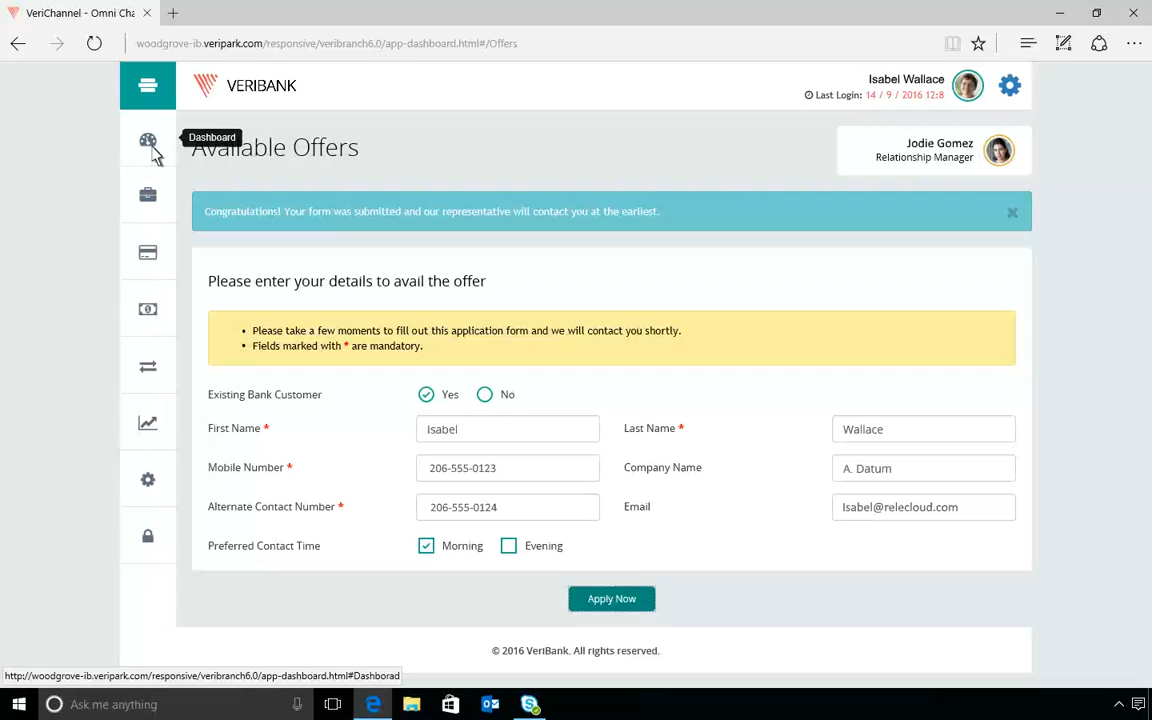 VeriChannel - Omni Cha
woodgrove-ib.veripark.com/responsive/veribranch6.0/app-dashboard.html#/Offers
VERIBANK
Isabel Wallace
Last Login: 14 / 9 / 2016 12:8
Dashboard
Available Offers
Jodie Gomez
Relationship Manager
Congratulations! Your form was submitted and our representative will contact you at the earliest.
Please enter your details to avail the offer
• Please take a few moments to fill out this application form and we will contact you shortly.
• Fields marked with * are mandatory.
Existing Bank Customer Yes No
First Name * Isabel Last Name * Wallace
Mobile Number * 206-555-0123 Company Name A. Datum
Alternate Contact Number * 206-555-0124 Email Isabel@relecloud.com
Preferred Contact Time Morning Evening
Apply Now
© 2016 VeriBank. All rights reserved.
http://woodgrove-ib.veripark.com/responsive/veribranch6.0/app-dashboard.html#Dashborad
Ask me anything